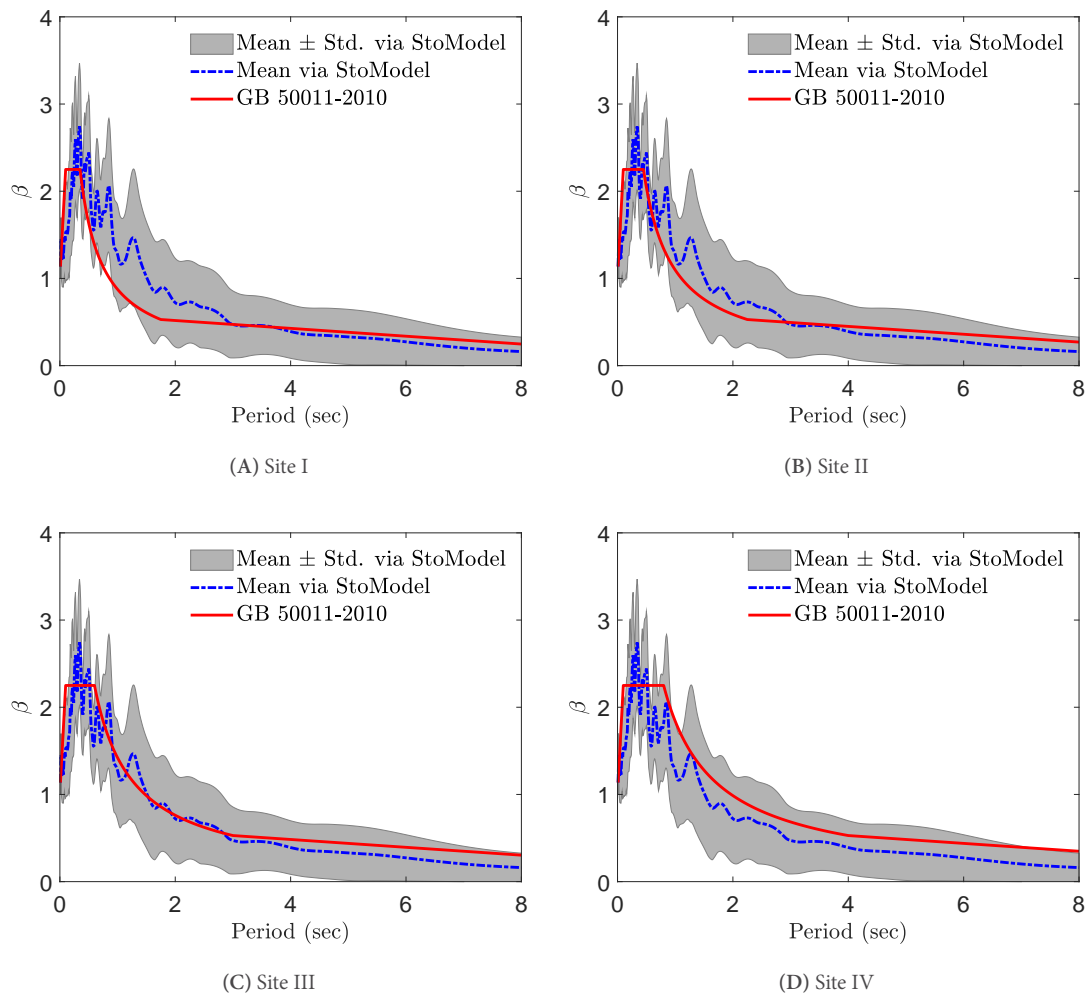 4
3
2
1
0
β
Mean ± Std. via StoModel
Mean via StoModel
GB 50011-2010
0 2 4 6 8
Period (sec)
(A) Site I
4
3
2
1
0
β
Mean ± Std. via StoModel
Mean via StoModel
GB 50011-2010
0 2 4 6 8
Period (sec)
(B) Site II
4
3
2
1
0
β
Mean ± Std. via StoModel
Mean via StoModel
GB 50011-2010
0 2 4 6 8
Period (sec)
(C) Site III
4
3
2
1
0
β
Mean ± Std. via StoModel
Mean via StoModel
GB 50011-2010
0 2 4 6 8
Period (sec)
(D) Site IV